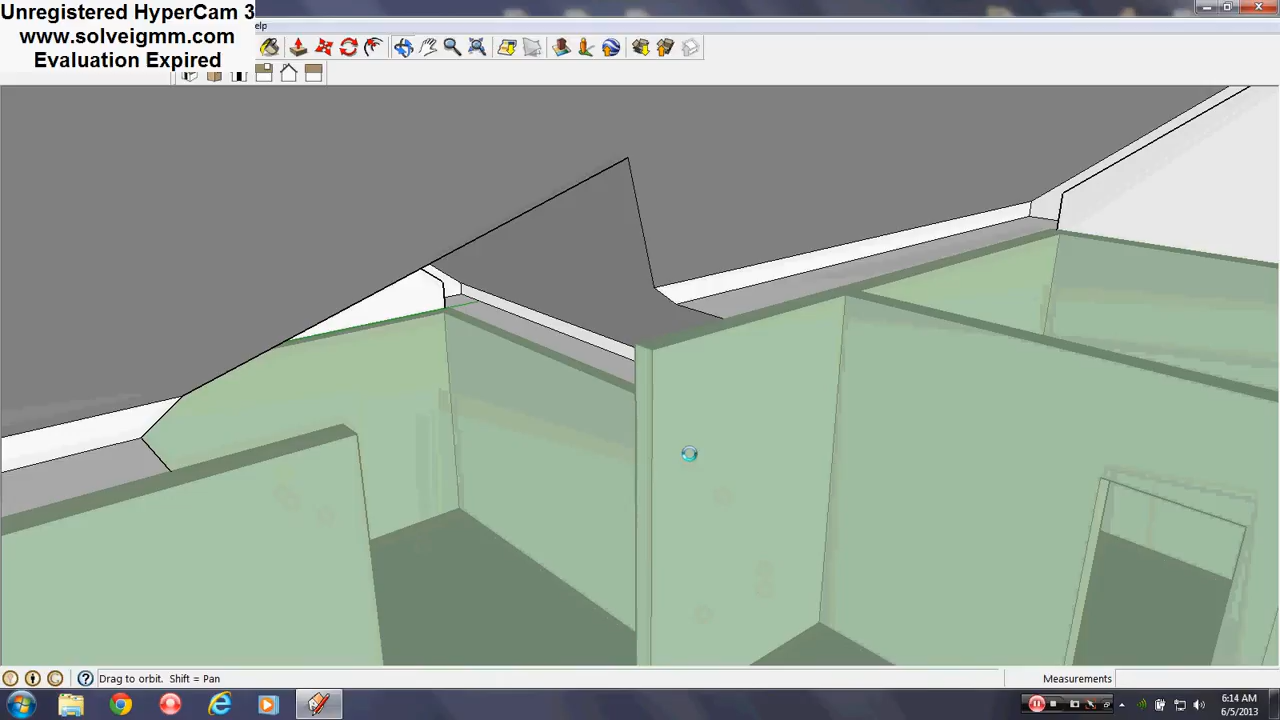 Unregistered HyperCam 3
www.solveigmm.com
Evaluation Expired
elp
Drag to orbit. Shift = Pan
Measurements
6:14 AM
6/5/2013